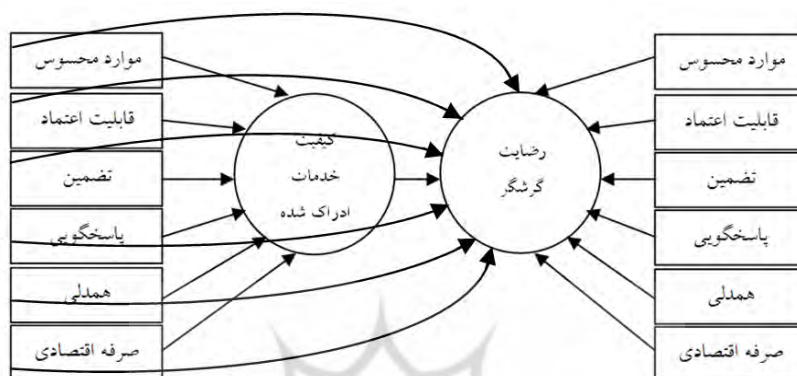 موارد محسوس
قابلیت اعتماد
تضمین
پاسخگویی
همدلی
صرفه اقتصادی
رضایت
گرشگر
کیفیت
خدمات
ادراک شده
موارد محسوس
قابلیت اعتماد
تضمین
پاسخگویی
همدلی
صرفه اقتصادی